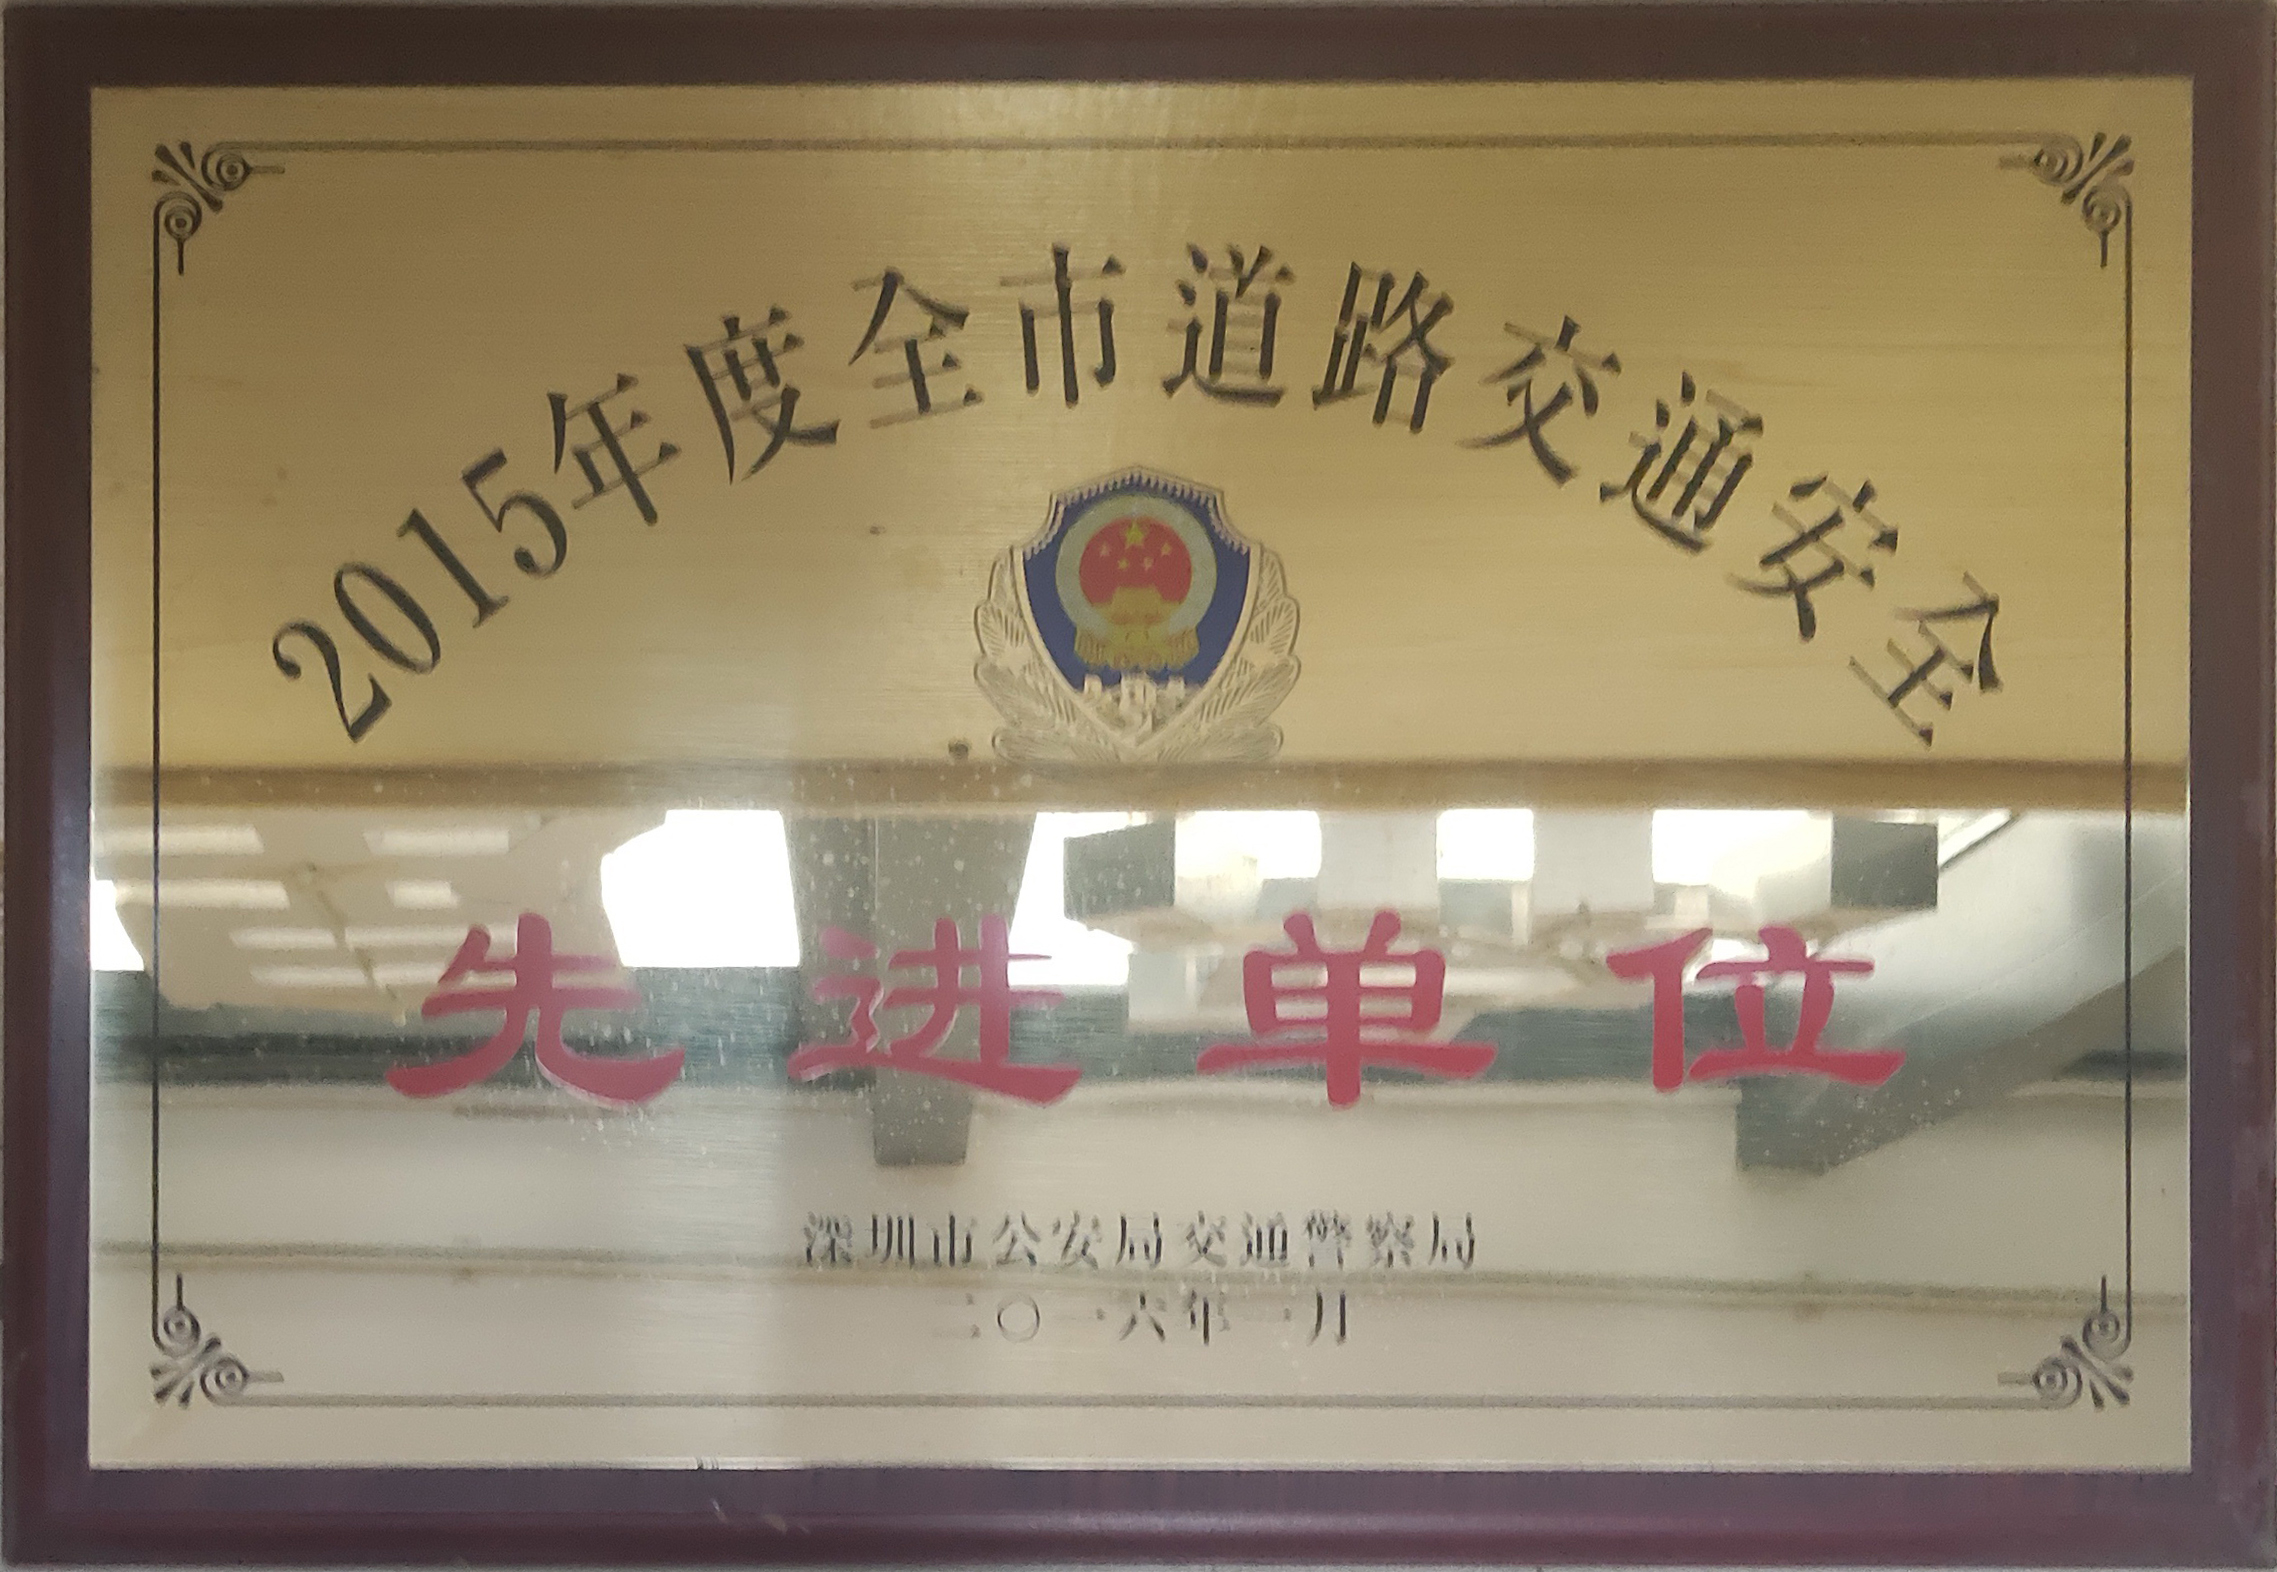 2015年度全市道路交通安全
先进单位
深圳市公安局交通警察局
二〇一六年一月